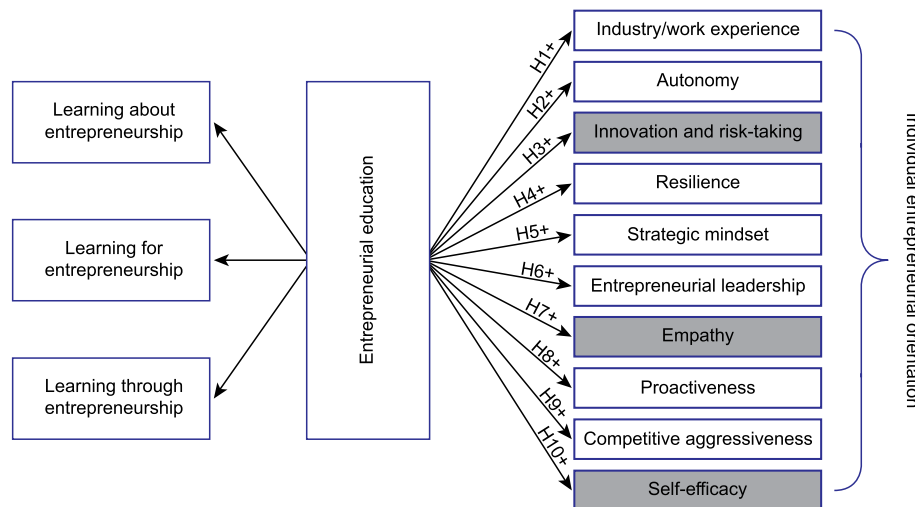 Learning about
entrepreneurship
Learning for
entrepreneurship
Learning through
entrepreneurship
Entrepreneurial education
H1+
H2+
H3+
H4+
H5+
H6+
H7+
H8+
H9+
H10+
Industry/work experience
Autonomy
Innovation and risk-taking
Resilience
Strategic mindset
Entrepreneurial leadership
Empathy
Proactiveness
Competitive aggressiveness
Self-efficacy
Individual entrepreneurial orientation